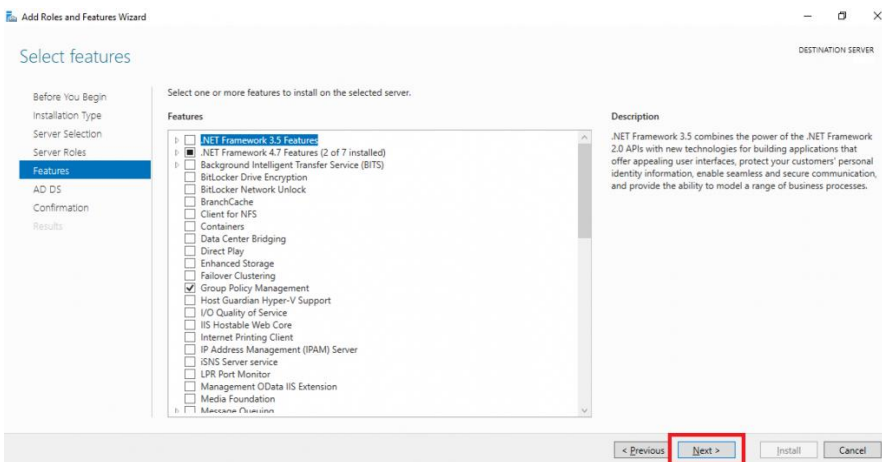 Add Roles and Features Wizard
Select features
DESTINATION SERVER
Before You Begin
Installation Type
Server Selection
Server Roles
Features
AD DS
Confirmation
Results
Select one or more features to install on the selected server.
Features
.NET Framework 3.5 Features
.NET Framework 4.7 Features (2 of 7 installed)
Background Intelligent Transfer Service (BITS)
BitLocker Drive Encryption
BitLocker Network Unlock
BranchCache
Client for NFS
Containers
Data Center Bridging
Direct Play
Enhanced Storage
Failover Clustering
Group Policy Management
Host Guardian Hyper-V Support
I/O Quality of Service
IIS Hostable Web Core
Internet Printing Client
IP Address Management (IPAM) Server
iSNS Server service
LPR Port Monitor
Management OData IIS Extension
Media Foundation
Message Queuing
Description
.NET Framework 3.5 combines the power of the .NET Framework
2.0 APIs with new technologies for building applications that
offer appealing user interfaces, protect your customers' personal
identity information, enable seamless and secure communication,
and provide the ability to model a range of business processes.
< Previous
Next >
Install
Cancel